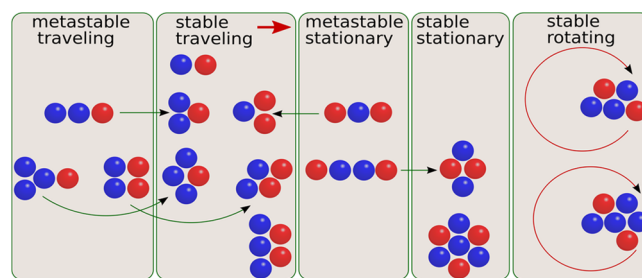 metastable
traveling
stable
traveling
metastable
stationary
stable
stationary
stable
rotating